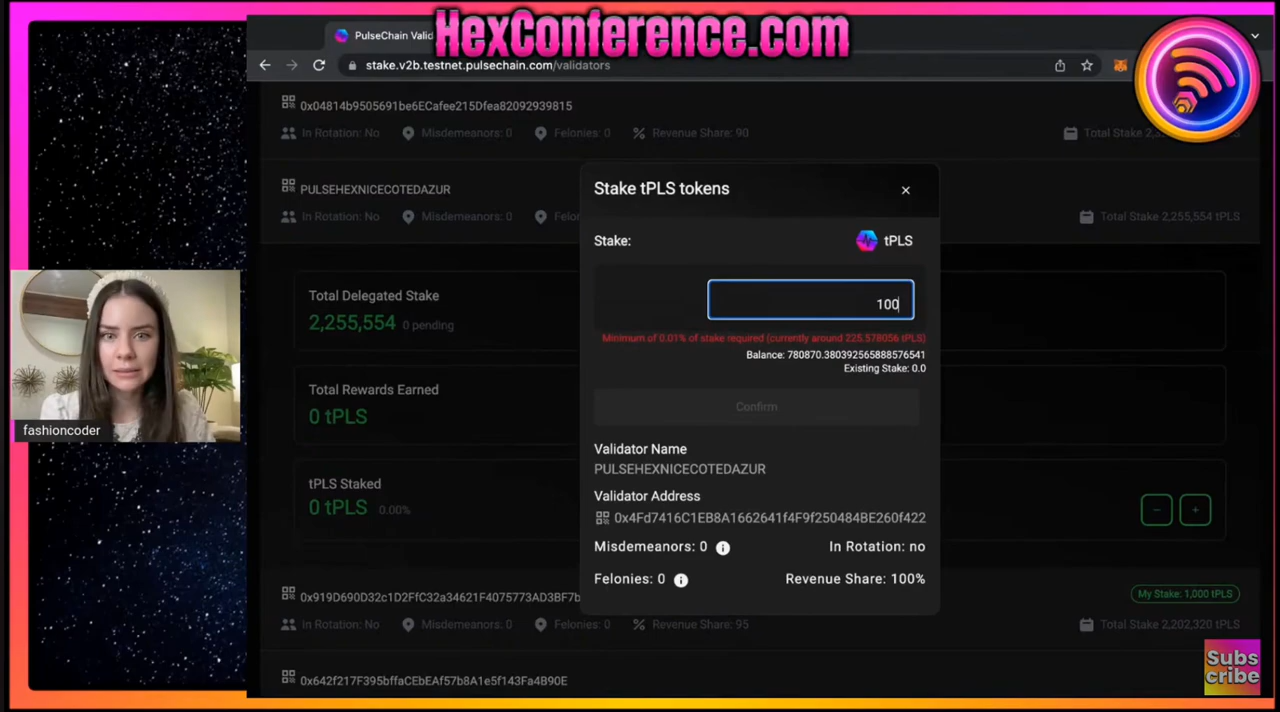 HexConference.com
PulseChain Valid
stake.v2b.testnet.pulsechain.com/validators
0x04814b9505691be6ECafee215Dfea82092939815
In Rotation: No Misdemeanors: 0 Felonies: 0 Revenue Share: 90 Total Stake
PULSEHEXNICECOTEDAZUR
In Rotation: No Misdemeanors: 0 Total Stake 2,255,554 tPLS
Stake tPLS tokens
Stake: tPLS
100
Minimum of 0.01% of stake required (currently around 225.578056 tPLS)
Balance: 780870.380392565888576541
Existing Stake: 0.0
Confirm
Validator Name
PULSEHEXNICECOTEDAZUR
Validator Address
0x4Fd7416C1EB8A1662641f4F9f250484BE260f422
Misdemeanors: 0 In Rotation: no
Felonies: 0 Revenue Share: 100%
Total Delegated Stake
2,255,554 0 pending
Total Rewards Earned
0 tPLS
tPLS Staked
0 tPLS 0.00%
fashioncoder
0x919D690D32c1D2FfC32a34621F4075773AD3BF7 My Stake: 1,000 tPLS
In Rotation: No Misdemeanors: 0 Felonies: 0 Revenue Share: 95 Total Stake 2,202,320 tPLS
0x642f217F395bffaCEbEAf57b8A1e5f143Fa4B90E
Subs
cribe